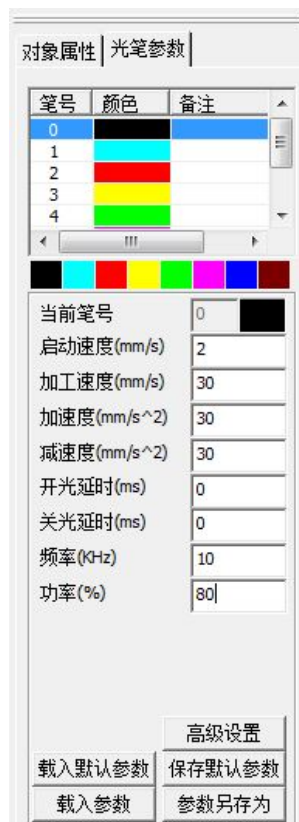 对象属性 光笔参数
笔号 颜色 备注
0
1
2
3
4
当前笔号 0
启动速度(mm/s) 2
加工速度(mm/s) 30
加速度(mm/s^2) 30
减速度(mm/s^2) 30
开光延时(ms) 0
关光延时(ms) 0
频率(KHz) 10
功率(%) 80
高级设置
载入默认参数 保存默认参数
载入参数 参数另存为